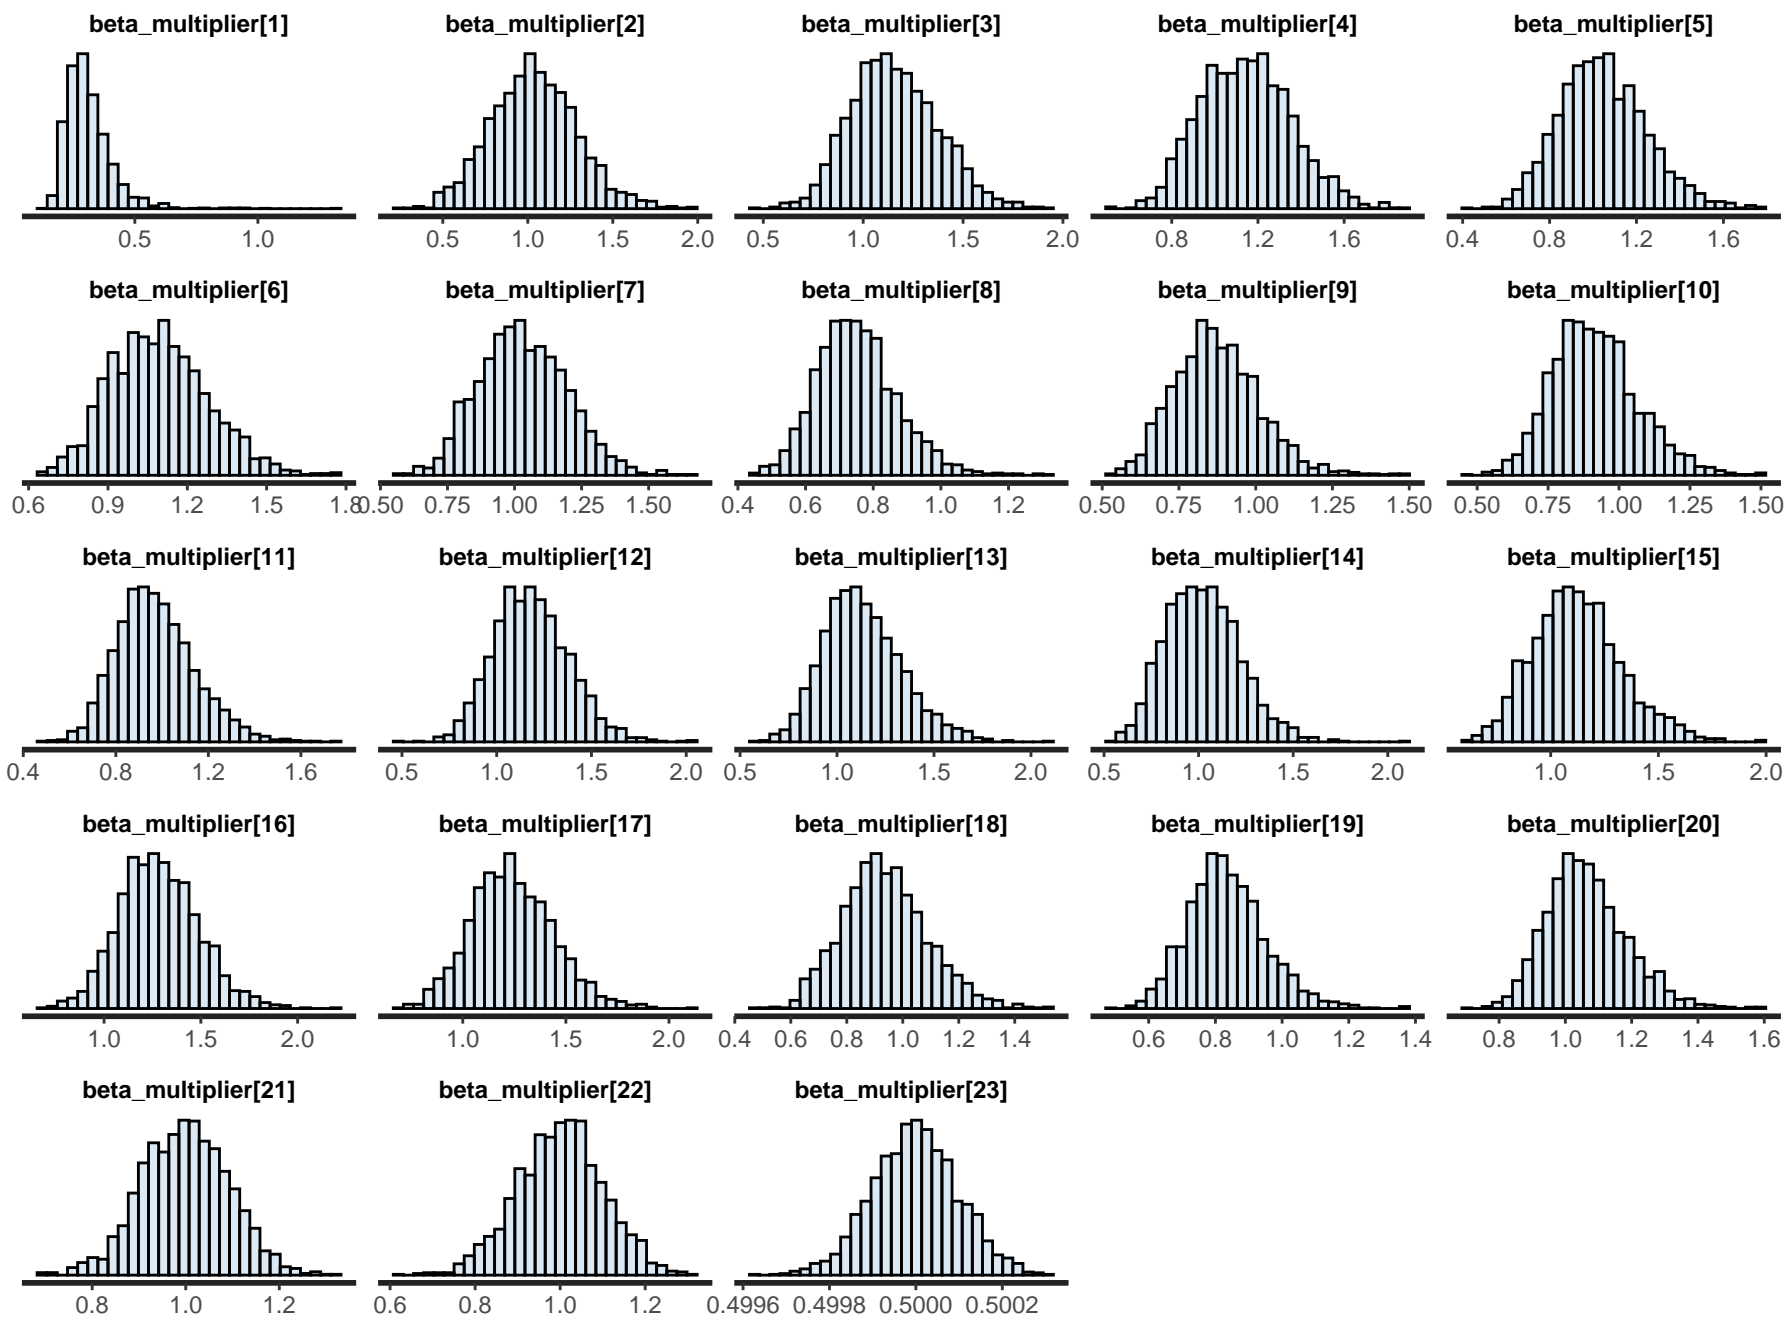 beta_multiplier[1] beta_multiplier[2] beta_multiplier[3] beta_multiplier[4] beta_multiplier[5]
0.5 1.0 0.5 1.0 1.5 2.0 0.5 1.0 1.5 2.0 0.8 1.2 1.6 0.4 0.8 1.2 1.6
beta_multiplier[6] beta_multiplier[7] beta_multiplier[8] beta_multiplier[9] beta_multiplier[10]
0.6 0.9 1.2 1.5 1.8 0.50 0.75 1.00 1.25 1.50 0.4 0.6 0.8 1.0 1.2 0.50 0.75 1.00 1.25 1.50 0.50 0.75 1.00 1.25 1.50
beta_multiplier[11] beta_multiplier[12] beta_multiplier[13] beta_multiplier[14] beta_multiplier[15]
0.4 0.8 1.2 1.6 0.5 1.0 1.5 2.0 0.5 1.0 1.5 2.0 0.5 1.0 1.5 2.0 1.0 1.5 2.0
beta_multiplier[16] beta_multiplier[17] beta_multiplier[18] beta_multiplier[19] beta_multiplier[20]
1.0 1.5 2.0 1.0 1.5 2.0 0.4 0.6 0.8 1.0 1.2 1.4 0.6 0.8 1.0 1.2 1.4 0.8 1.0 1.2 1.4 1.6
beta_multiplier[21] beta_multiplier[22] beta_multiplier[23]
0.8 1.0 1.2 0.6 0.8 1.0 1.2 0.4996 0.4998 0.5000 0.5002